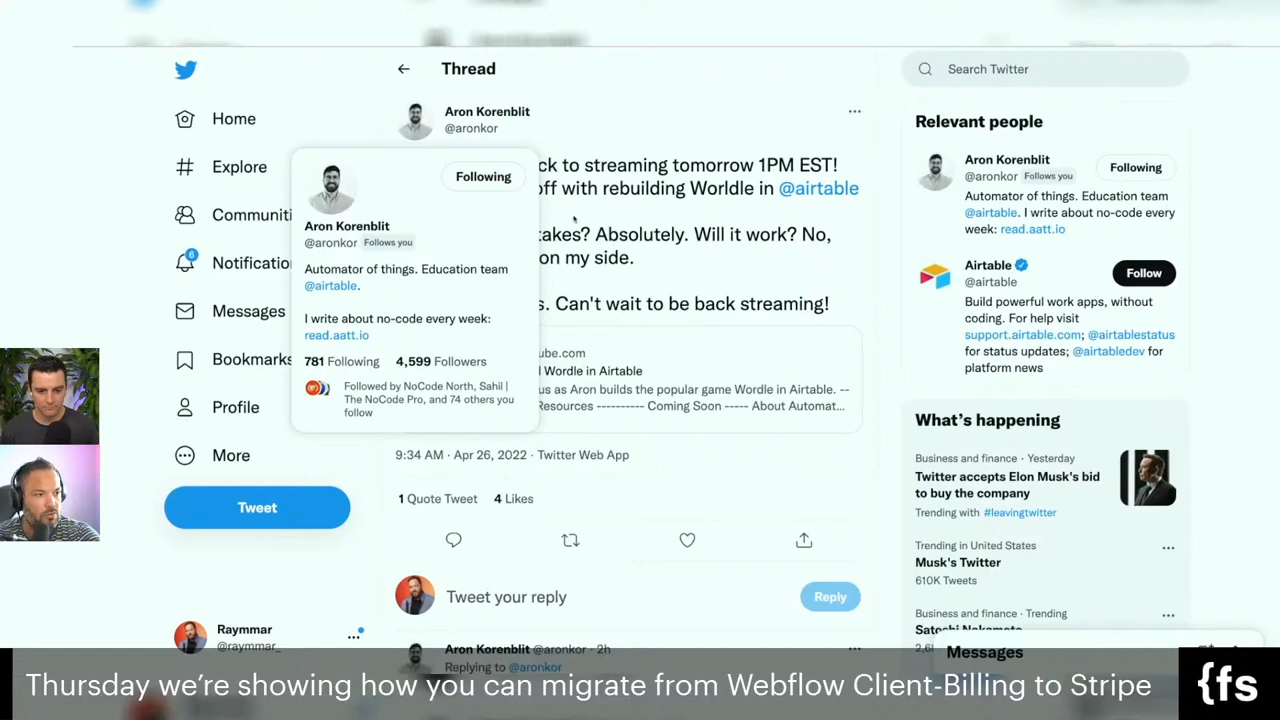 Home
Explore
Communiti
6
Notificatio
Messages
Bookmarks
Profile
More
Tweet
Raymmar
@raymmar_
Thread
Aron Korenblit
@aronkor
ck to streaming tomorrow 1PM EST!
off with rebuilding Worldle in @airtable
takes? Absolutely. Will it work? No,
on my side.
s. Can't wait to be back streaming!
ube.com
l Wordle in Airtable
us as Aron builds the popular game Wordle in Airtable. --
Resources ---------- Coming Soon ----- About Automat...
Following
Aron Korenblit
@aronkor Follows you
Automator of things. Education team
@airtable.
I write about no-code every week:
read.aatt.io
781 Following 4,599 Followers
Followed by NoCode North, Sahil |
The NoCode Pro, and 74 others you
follow
9:34 AM · Apr 26, 2022 · Twitter Web App
1 Quote Tweet 4 Likes
Tweet your reply
Reply
Aron Korenblit @aronkor · 2h
Replying to @aronkor
Search Twitter
Relevant people
Aron Korenblit
@aronkor Follows you
Following
Automator of things. Education team
@airtable. I write about no-code every
week: read.aatt.io
Airtable
@airtable
Follow
Build powerful work apps, without
coding. For help visit
support.airtable.com; @airtablestatus
for status updates; @airtabledev for
platform news
What's happening
Business and finance · Yesterday
Twitter accepts Elon Musk's bid
to buy the company
Trending with #leavingtwitter
Trending in United States
Musk's Twitter
610K Tweets
Business and finance · Trending
Satoshi Nakamoto
Messages
Thursday we're showing how you can migrate from Webflow Client-Billing to Stripe
{fs